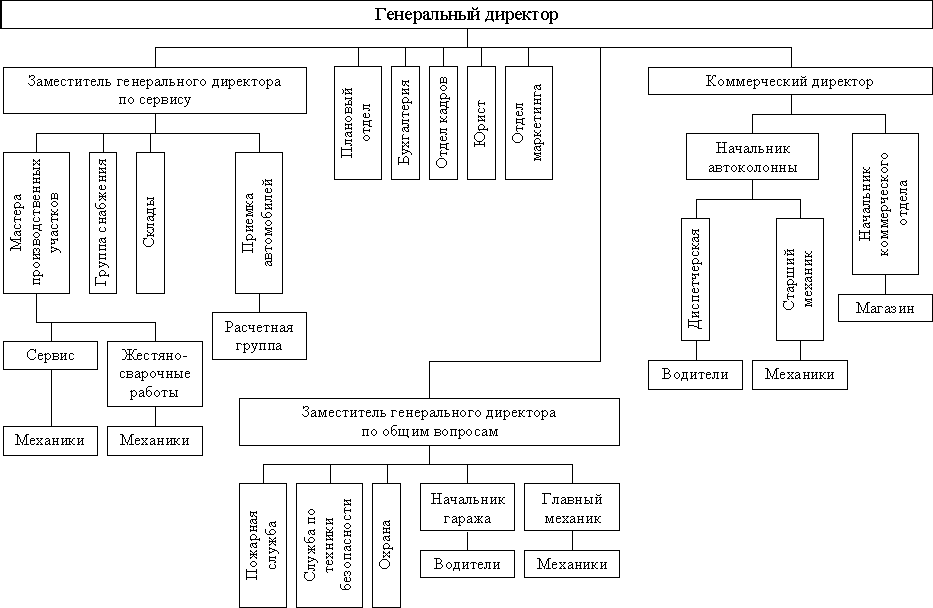 Генеральный директор
Заместитель генерального директора
по сервису
Плановый
отдел
Бухгалтерия
Отдел кадров
Юрист
Отдел
маркетинга
Коммерческий директор
Мастера
производственных
участков
Группа снабжения
Склады
Приемка
автомобилей
Начальник
автоколонны
Начальник
коммерческого
отдела
Диспетчерская
Старший
механик
Магазин
Расчетная
группа
Сервис
Жестяно-
сварочные
работы
Водители
Механики
Механики
Механики
Заместитель генерального директора
по общим вопросам
Пожарная
служба
Служба по
техники
безопасности
Охрана
Начальник
гаража
Главный
механик
Водители
Механики